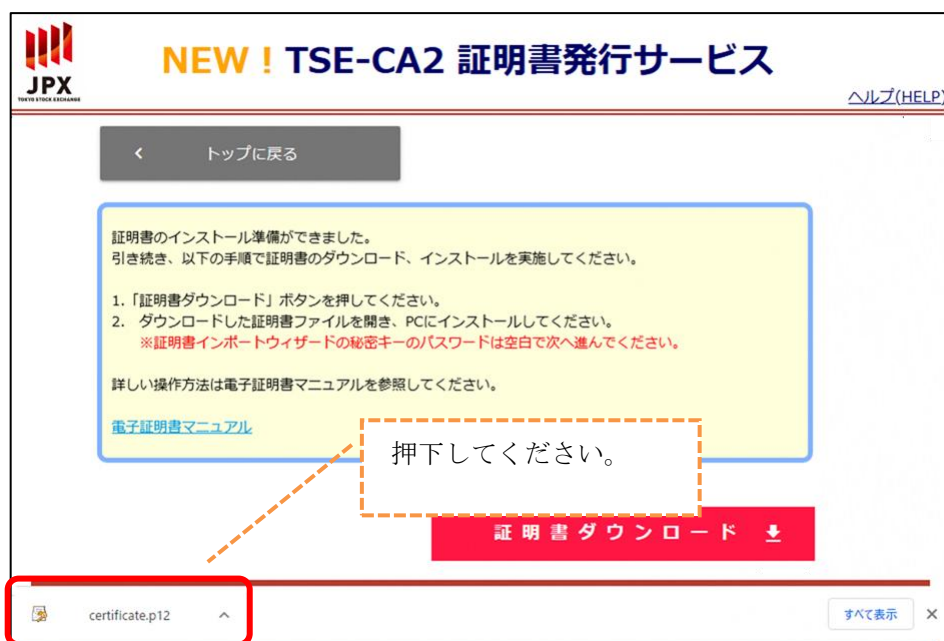 JPX
TOKYO STOCK EXCHANGE
NEW！TSE-CA2 証明書発行サービス
ヘルプ(HELP)
‹ トップに戻る
証明書のインストール準備ができました。
引き続き、以下の手順で証明書のダウンロード、インストールを実施してください。
1.「証明書ダウンロード」ボタンを押してください。
2. ダウンロードした証明書ファイルを開き、PCにインストールしてください。
※証明書インポートウィザードの秘密キーのパスワードは空白で次へ進んでください。
詳しい操作方法は電子証明書マニュアルを参照してください。
電子証明書マニュアル
押下してください。
証明書ダウンロード
certificate.p12
すべて表示